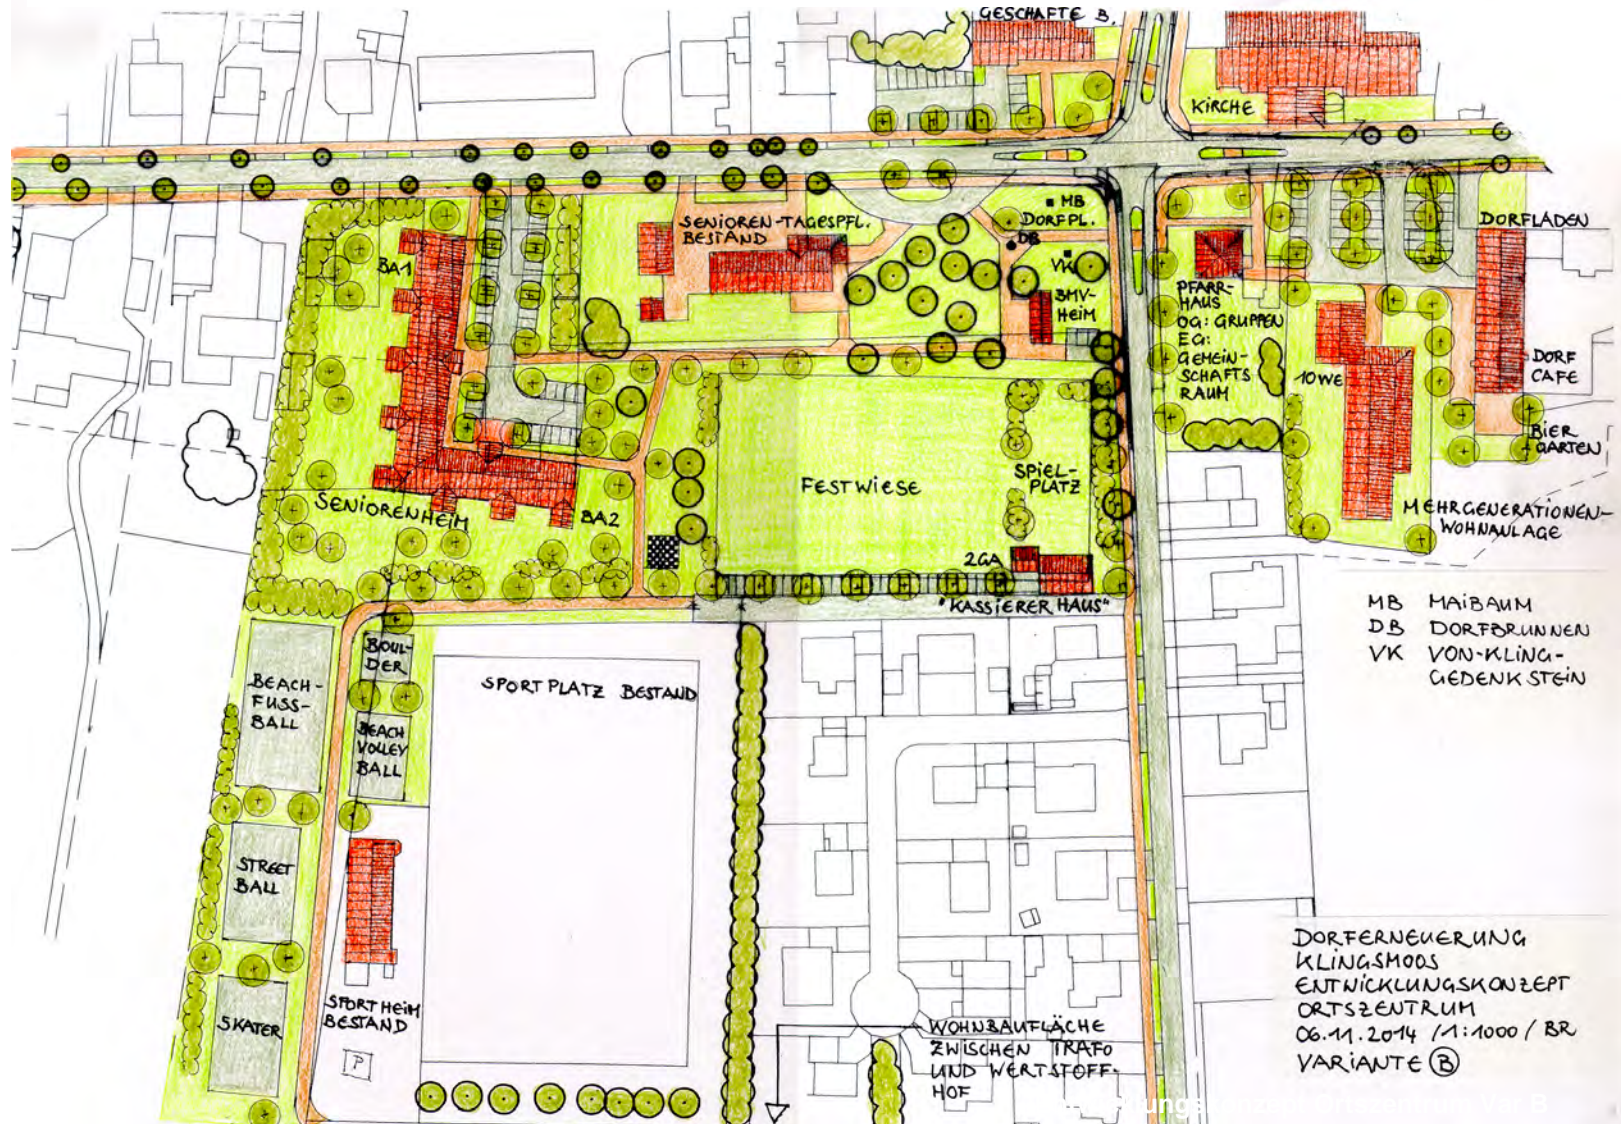 GESCHÄFTE B.
KIRCHE
MB
DORFPL.
DB
VK
SENIOREN-TAGESPFL.
BESTAND
BA1
BMV-
HEIM
PFARR-
HAUS
OG: GRUPPEN
EG:
GEMEIN-
SCHAFTS
RAUM
DORFLADEN
10WE
DORF
CAFE
BIER
GARTEN
MEHRGENERATIONEN-
WOHNANLAGE
SENIORENHEIM
BA2
FESTWIESE
SPIEL-
PLATZ
2GA
"KASSIERER HAUS"
MB MAIBAUM
DB DORFBRUNNEN
VK VON-KLING-
GEDENKSTEIN
BOUL-
DER
BEACH-
FUSS-
BALL
BEACH
VOLLEY
BALL
SPORTPLATZ BESTAND
STREET
BALL
SKATER
SPORTHEIM
BESTAND
P
WOHNBAUFLÄCHE
ZWISCHEN TRAFO
UND WERTSTOFF-
HOF
DORFERNEUERUNG
KLINGSMOOS
ENTWICKLUNGSKONZEPT
ORTSZENTRUM
06.11.2014 /1:1000 / BR
VARIANTE B